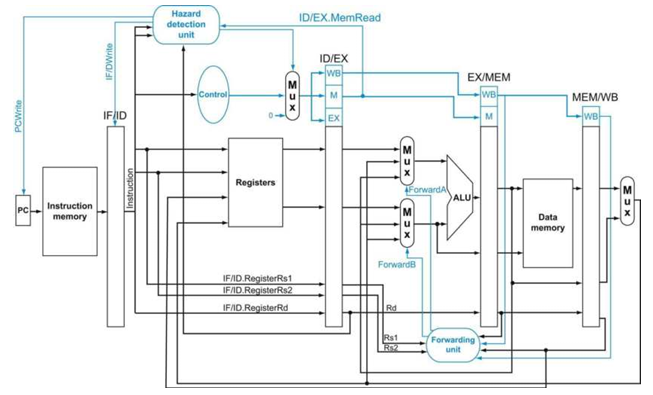 Hazard
detection
unit
ID/EX.MemRead
IF/DWrite
PCWrite
ID/EX
EX/MEM
MEM/WB
IF/ID
Control
0
Mux
WB
M
EX
WB
M
WB
PC
Instruction
memory
Instruction
Registers
Mux
ForwardA
Mux
ForwardB
ALU
Data
memory
Mux
IF/ID.RegisterRs1
IF/ID.RegisterRs2
IF/ID.RegisterRd
Rd
Rs1
Rs2
Forwarding
unit